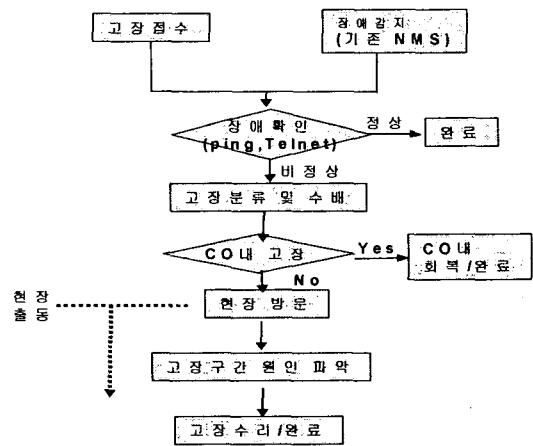 고장접수
장애감지
(기존 NMS)
장애확인
(ping,Telnet)
정상
완료
비정상
고장분류 및 수배
CO내 고장
Yes
CO내
회복/완료
No
현장
출동
현장 방문
고장구간 원인 파악
고장수리/완료